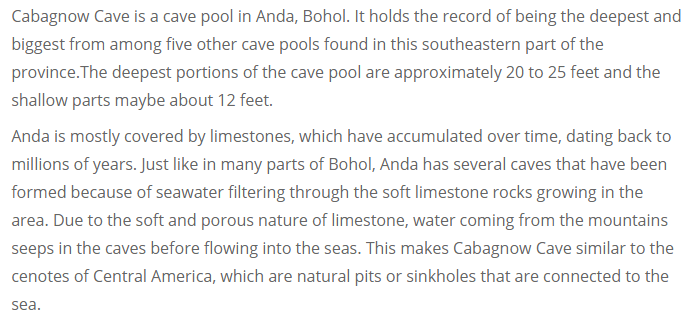 Cabagnow Cave is a cave pool in Anda, Bohol. It holds the record of being the deepest and
biggest from among five other cave pools found in this southeastern part of the
province.The deepest portions of the cave pool are approximately 20 to 25 feet and the
shallow parts maybe about 12 feet.
Anda is mostly covered by limestones, which have accumulated over time, dating back to
millions of years. Just like in many parts of Bohol, Anda has several caves that have been
formed because of seawater filtering through the soft limestone rocks growing in the
area. Due to the soft and porous nature of limestone, water coming from the mountains
seeps in the caves before flowing into the seas. This makes Cabagnow Cave similar to the
cenotes of Central America, which are natural pits or sinkholes that are connected to the
sea.